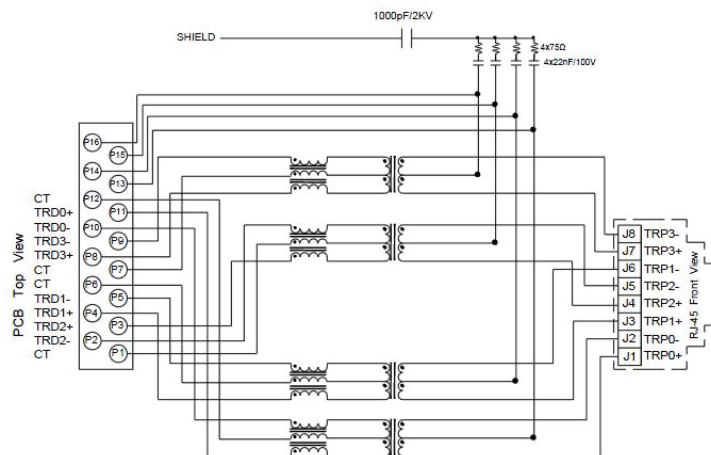 1000pF/2KV
SHIELD
4x75Ω
4x22nF/100V
P16
P15
P14
P13
CT P12
TRD0+ P11
TRD0- P10
TRD3- P9
TRD3+ P8
CT P7
CT P6
TRD1- P5
TRD1+ P4
TRD2+ P3
TRD2- P2
CT P1
PCB Top View
J8 TRP3-
J7 TRP3+
J6 TRP1-
J5 TRP2-
J4 TRP2+
J3 TRP1+
J2 TRP0-
J1 TRP0+
RJ-45 Front View